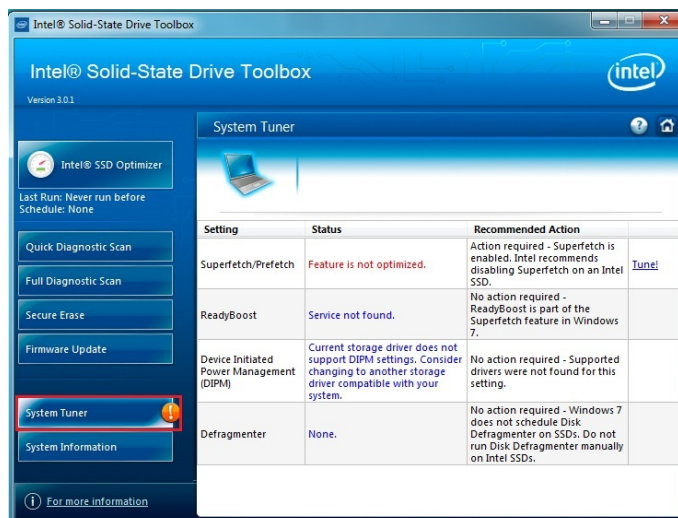 Intel® Solid-State Drive Toolbox
Intel® Solid-State Drive Toolbox
Version 3.0.1
intel
System Tuner
Intel® SSD Optimizer
Last Run: Never run before
Schedule: None
Quick Diagnostic Scan
Full Diagnostic Scan
Secure Erase
Firmware Update
System Tuner
System Information
For more information
Setting Status Recommended Action
Superfetch/Prefetch
Feature is not optimized.
Action required - Superfetch is
enabled. Intel recommends
disabling Superfetch on an Intel
SSD.
Tune!
ReadyBoost
Service not found.
No action required -
ReadyBoost is part of the
Superfetch feature in Windows
7.
Device Initiated
Power Management
(DIPM)
Current storage driver does not
support DIPM settings. Consider
changing to another storage
driver compatible with your
system.
No action required - Supported
drivers were not found for this
setting.
Defragmenter
None.
No action required - Windows 7
does not schedule Disk
Defragmenter on SSDs. Do not
run Disk Defragmenter manually
on Intel SSDs.